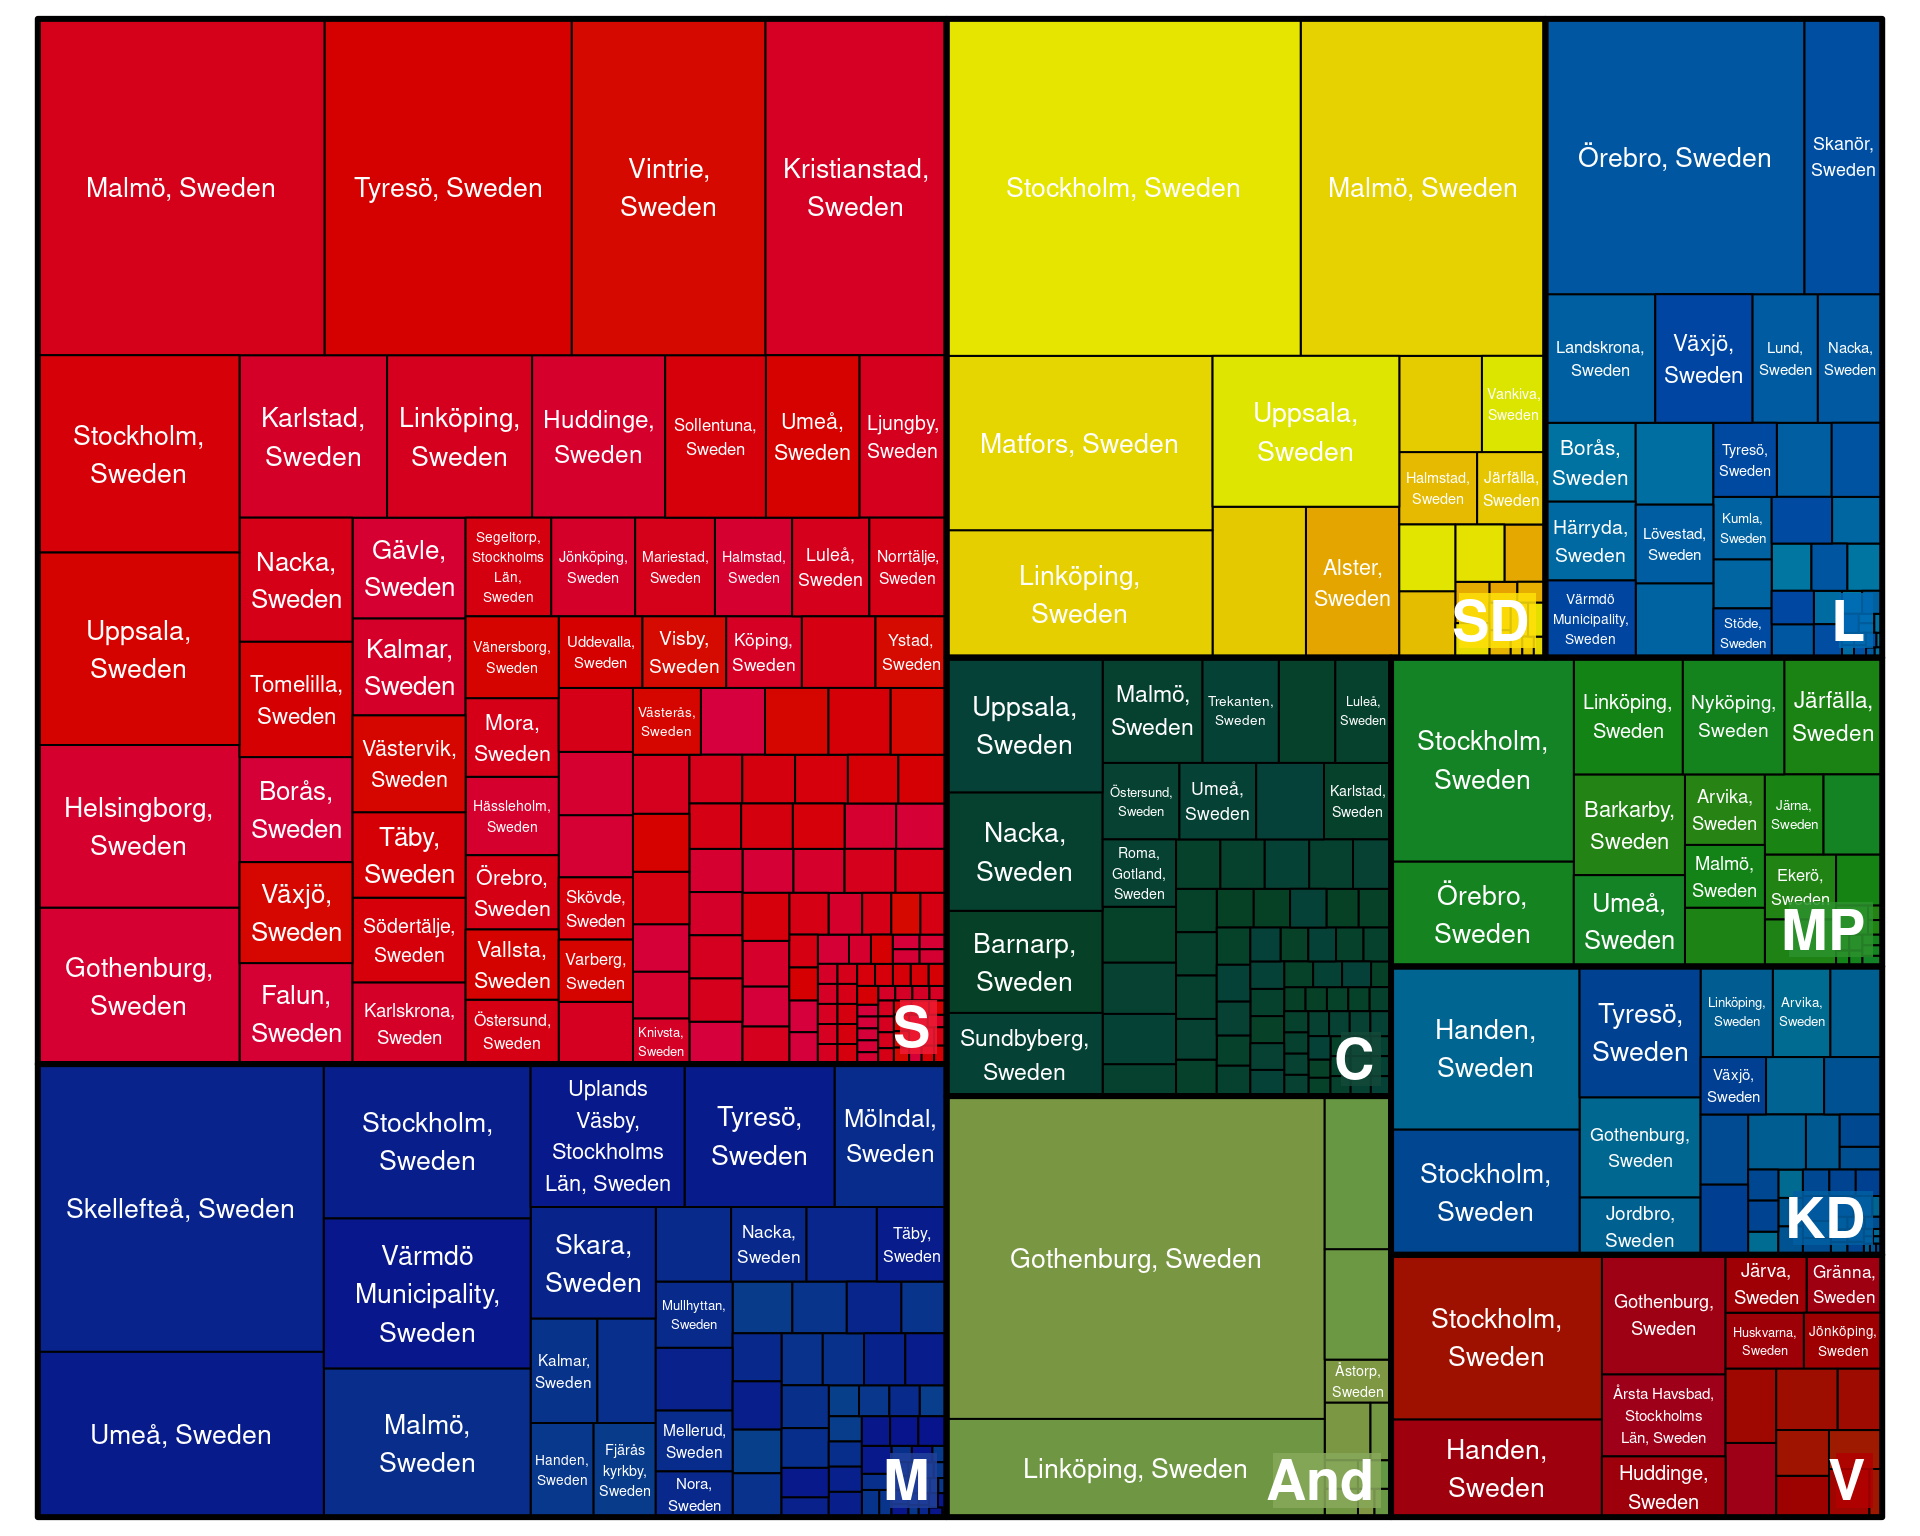 Malmö, Sweden
Tyresö, Sweden
Vintrie,
Sweden
Kristianstad,
Sweden
Stockholm,
Sweden
Karlstad,
Sweden
Linköping,
Sweden
Huddinge,
Sweden
Sollentuna,
Sweden
Umeå,
Sweden
Ljungby,
Sweden
Uppsala,
Sweden
Helsingborg,
Sweden
Gothenburg,
Sweden
Nacka,
Sweden
Tomelilla,
Sweden
Borås,
Sweden
Växjö,
Sweden
Falun,
Sweden
Gävle,
Sweden
Kalmar,
Sweden
Västervik,
Sweden
Täby,
Sweden
Södertälje,
Sweden
Karlskrona,
Sweden
Segeltorp,
Stockholms
Län,
Sweden
Jönköping,
Sweden
Mariestad,
Sweden
Halmstad,
Sweden
Luleå,
Sweden
Norrtälje,
Sweden
Vänersborg,
Sweden
Uddevalla,
Sweden
Visby,
Sweden
Köping,
Sweden
Ystad,
Sweden
Mora,
Sweden
Hässleholm,
Sweden
Örebro,
Sweden
Vallsta,
Sweden
Östersund,
Sweden
Västerås,
Sweden
Skövde,
Sweden
Varberg,
Sweden
Knivsta,
Sweden
S
Skellefteå, Sweden
Umeå, Sweden
Stockholm,
Sweden
Värmdö
Municipality,
Sweden
Malmö,
Sweden
Uplands
Väsby,
Stockholms
Län, Sweden
Tyresö,
Sweden
Mölndal,
Sweden
Skara,
Sweden
Nacka,
Sweden
Täby,
Sweden
Mullhyttan,
Sweden
Kalmar,
Sweden
Handen,
Sweden
Fjärås
kyrkby,
Sweden
Mellerud,
Sweden
Nora,
Sweden
M
Stockholm, Sweden
Malmö, Sweden
Matfors, Sweden
Uppsala,
Sweden
Vankiva,
Sweden
Halmstad,
Sweden
Järfälla,
Sweden
Linköping,
Sweden
Alster,
Sweden
SD
Örebro, Sweden
Skanör,
Sweden
Landskrona,
Sweden
Växjö,
Sweden
Lund,
Sweden
Nacka,
Sweden
Borås,
Sweden
Tyresö,
Sweden
Härryda,
Sweden
Lövestad,
Sweden
Kumla,
Sweden
Värmdö
Municipality,
Sweden
Stöde,
Sweden
L
Uppsala,
Sweden
Malmö,
Sweden
Trekanten,
Sweden
Luleå,
Sweden
Östersund,
Sweden
Umeå,
Sweden
Karlstad,
Sweden
Nacka,
Sweden
Roma,
Gotland,
Sweden
Barnarp,
Sweden
Sundbyberg,
Sweden
C
Stockholm,
Sweden
Linköping,
Sweden
Nyköping,
Sweden
Järfälla,
Sweden
Barkarby,
Sweden
Arvika,
Sweden
Järna,
Sweden
Malmö,
Sweden
Ekerö,
Sweden
Örebro,
Sweden
Umeå,
Sweden
MP
Handen,
Sweden
Tyresö,
Sweden
Linköping,
Sweden
Arvika,
Sweden
Växjö,
Sweden
Gothenburg,
Sweden
Stockholm,
Sweden
Jordbro,
Sweden
KD
Gothenburg, Sweden
Åstorp,
Sweden
Linköping, Sweden
And
Stockholm,
Sweden
Gothenburg,
Sweden
Järva,
Sweden
Gränna,
Sweden
Huskvarna,
Sweden
Jönköping,
Sweden
Årsta Havsbad,
Stockholms
Län, Sweden
Handen,
Sweden
Huddinge,
Sweden
V